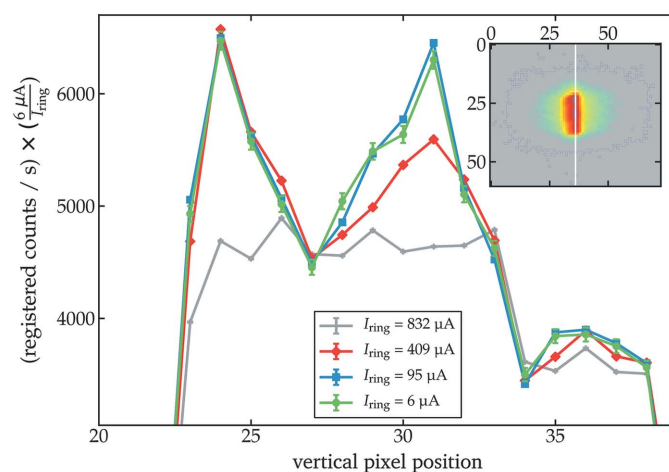 0 25 50
0
25
50
6000
5000
4000
(registered counts / s) × (6 μA / I_ring)
I_ring = 832 μA
I_ring = 409 μA
I_ring = 95 μA
I_ring = 6 μA
20 25 30 35
vertical pixel position